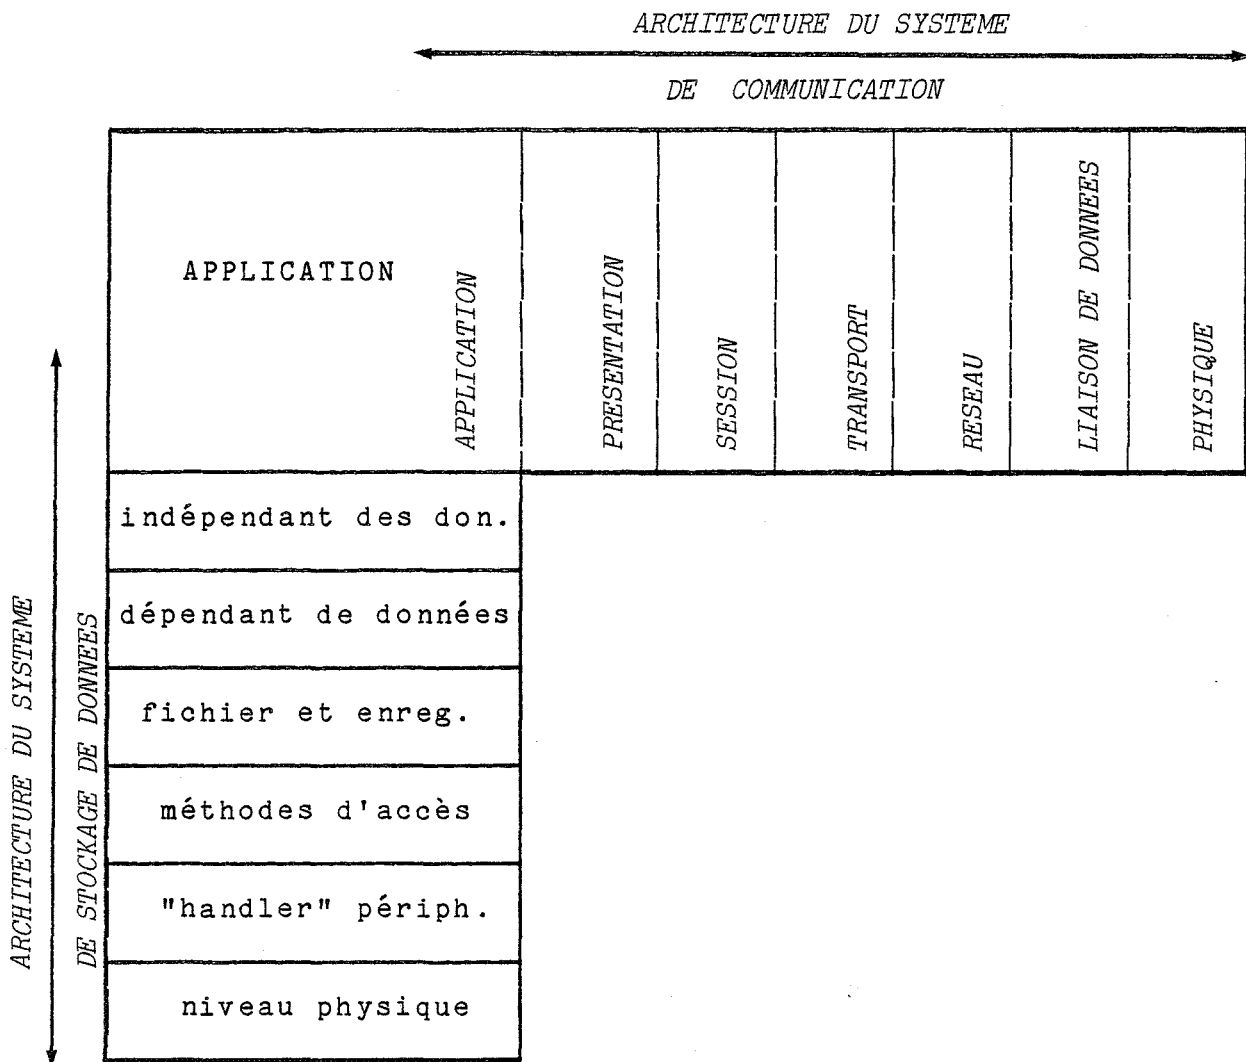 ARCHITECTURE DU SYSTEME
DE COMMUNICATION
APPLICATION
APPLICATION
PRESENTATION
SESSION
TRANSPORT
RESEAU
LIAISON DE DONNEES
PHYSIQUE
ARCHITECTURE DU SYSTEME
DE STOCKAGE DE DONNEES
indépendant des don.
dépendant de données
fichier et enreg.
méthodes d'accès
"handler" périph.
niveau physique